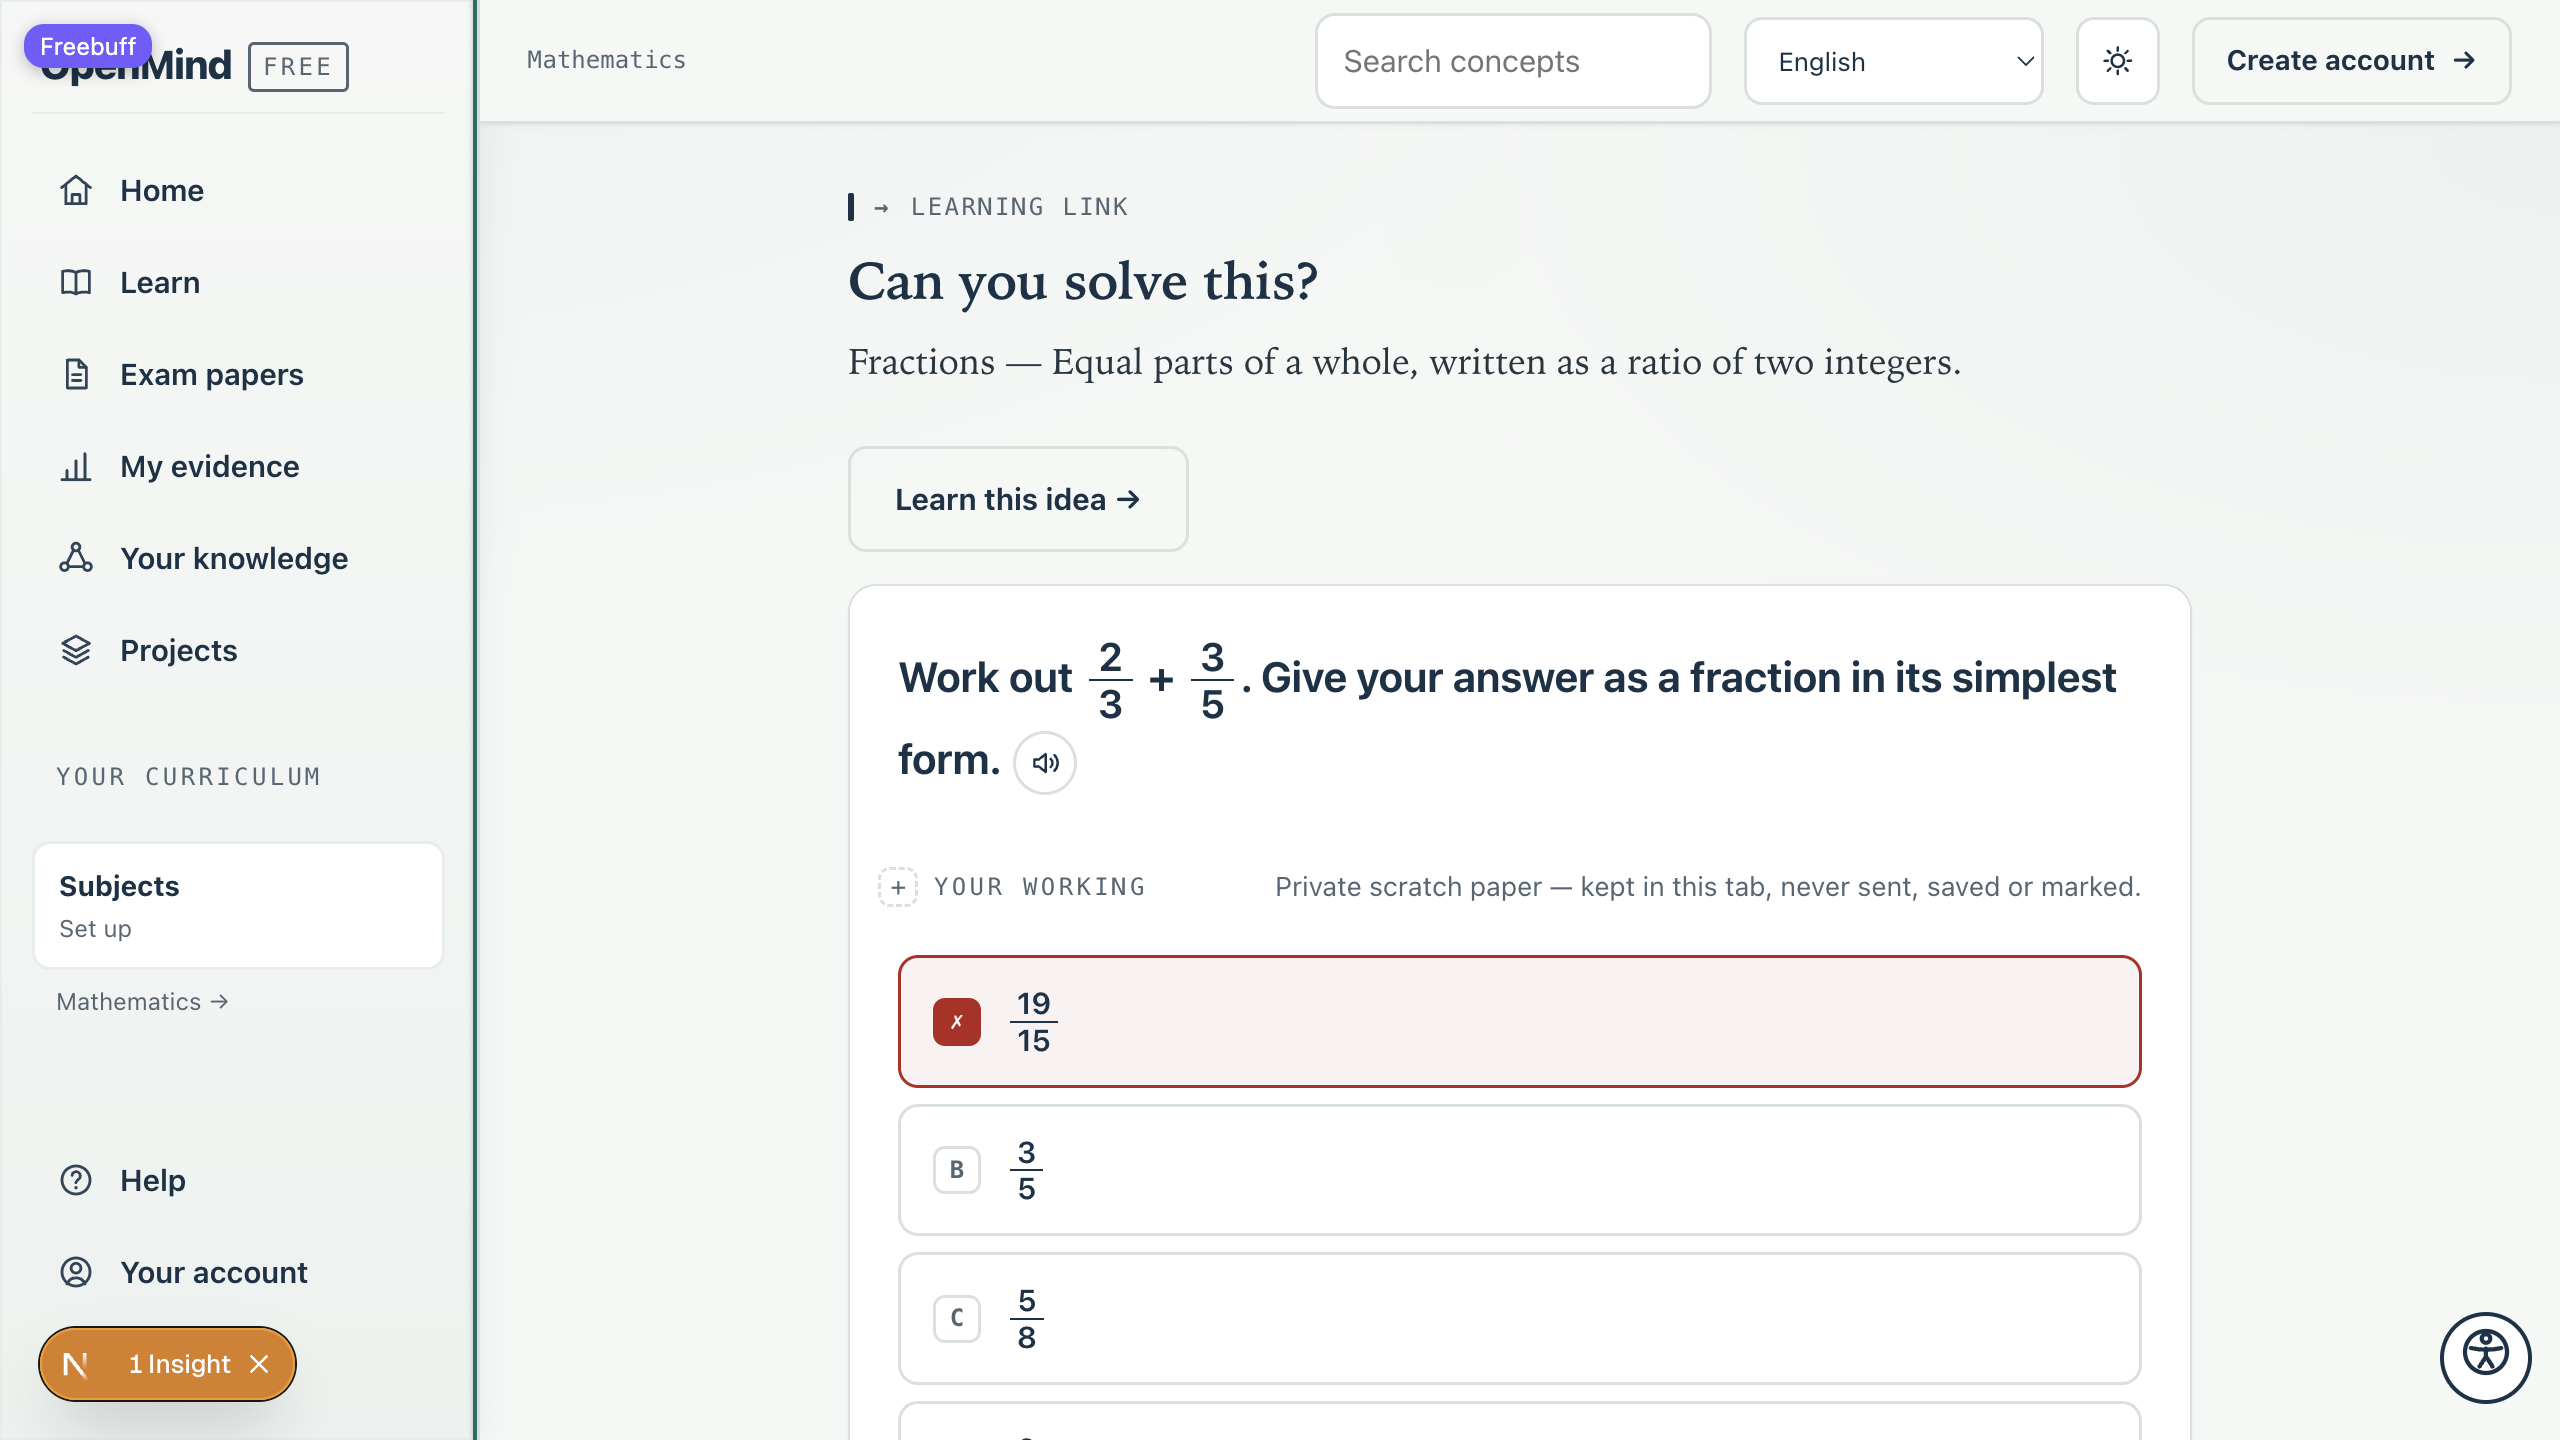 Freebuff
OpenMind FREE
Home
Learn
Exam papers
My evidence
Your knowledge
Projects
YOUR CURRICULUM
Subjects
Set up
Mathematics →
Help
Your account
1 Insight
Mathematics
Search concepts
English
Create account →
→ LEARNING LINK
Can you solve this?
Fractions — Equal parts of a whole, written as a ratio of two integers.
Learn this idea →
Work out 2/3 + 3/5. Give your answer as a fraction in its simplest
form.
+ YOUR WORKING
Private scratch paper — kept in this tab, never sent, saved or marked.
✗ 19/15
B 3/5
C 5/8